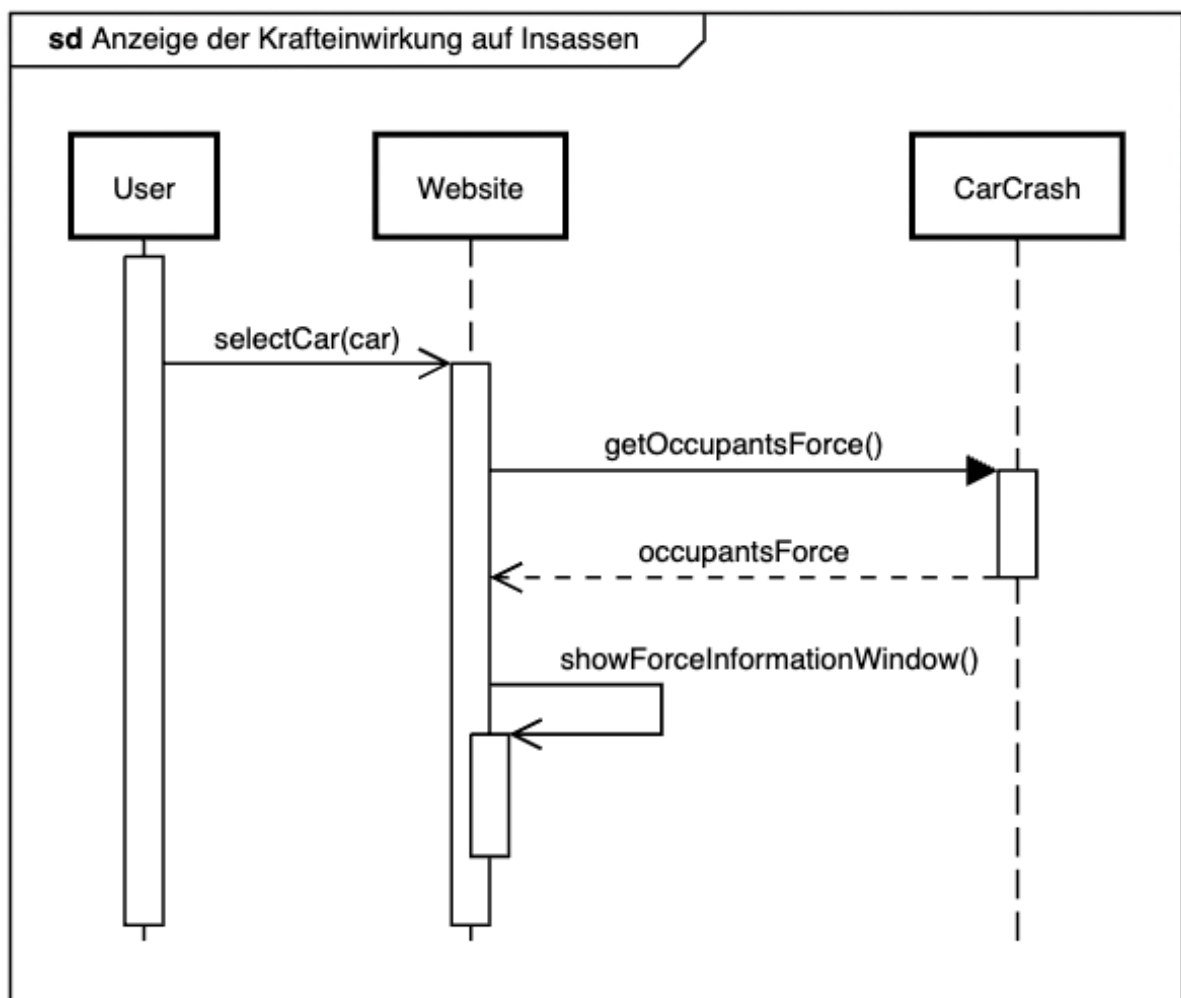 sd Anzeige der Krafteinwirkung auf Insassen
User
Website
CarCrash
selectCar(car)
getOccupantsForce()
occupantsForce
showForceInformationWindow()